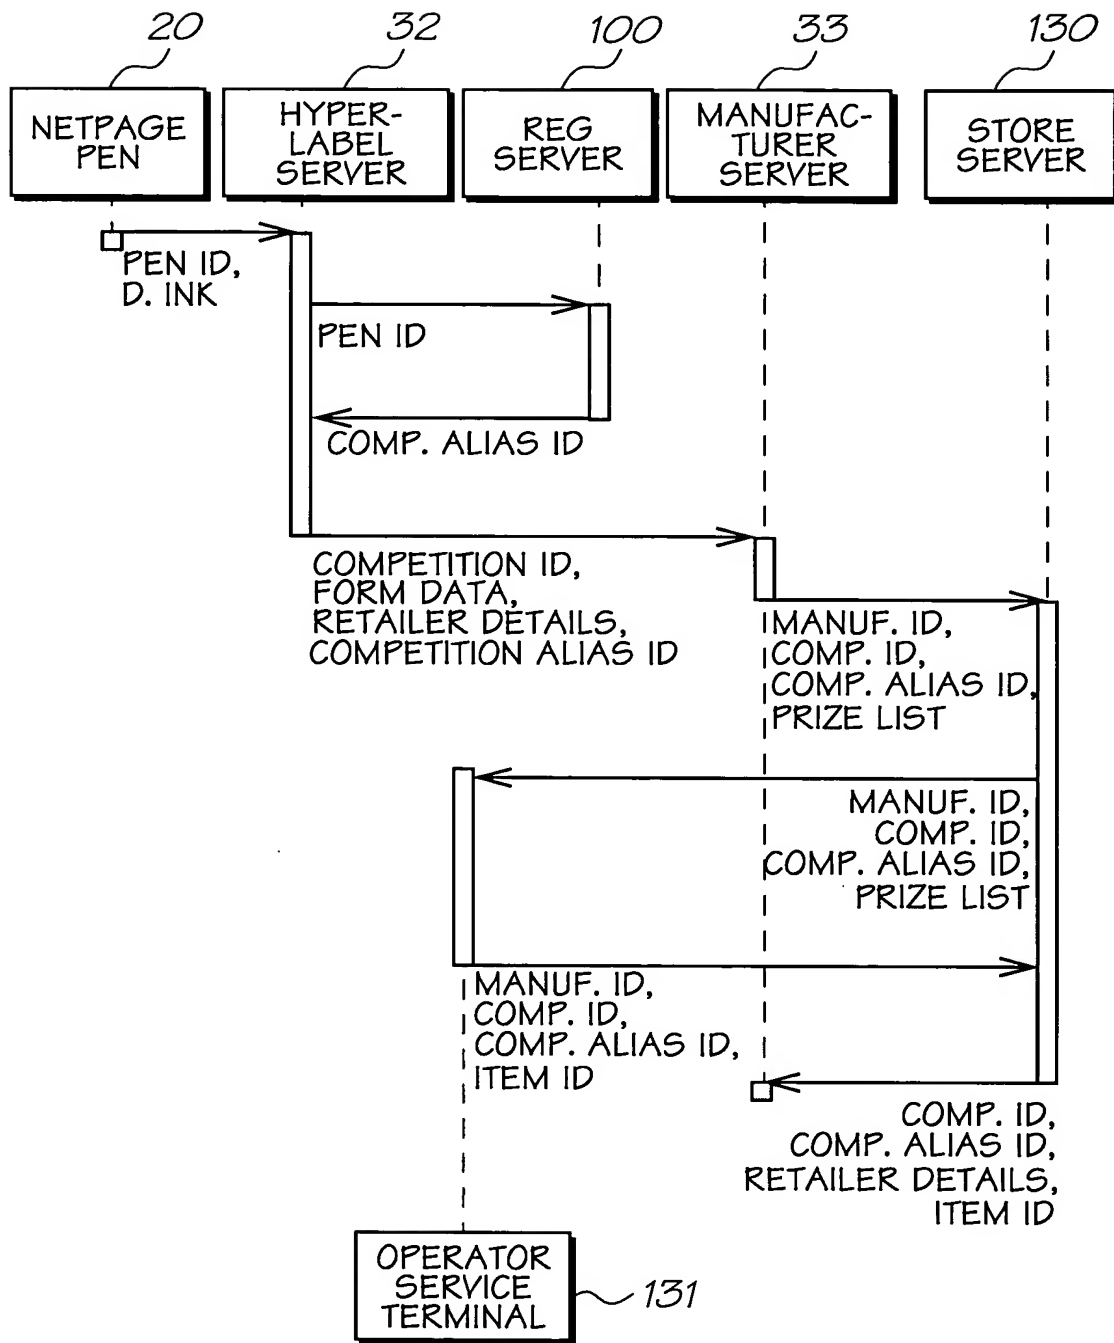 20
32
100
33
130
NETPAGE
PEN
HYPER-
LABEL
SERVER
REG
SERVER
MANUFAC-
TURER
SERVER
STORE
SERVER
PEN ID,
D. INK
PEN ID
COMP. ALIAS ID
COMPETITION ID,
FORM DATA,
RETAILER DETAILS,
COMPETITION ALIAS ID
MANUF. ID,
COMP. ID,
COMP. ALIAS ID,
PRIZE LIST
MANUF. ID,
COMP. ID,
COMP. ALIAS ID,
PRIZE LIST
MANUF. ID,
COMP. ID,
COMP. ALIAS ID,
ITEM ID
COMP. ID,
COMP. ALIAS ID,
RETAILER DETAILS,
ITEM ID
OPERATOR
SERVICE
TERMINAL
131